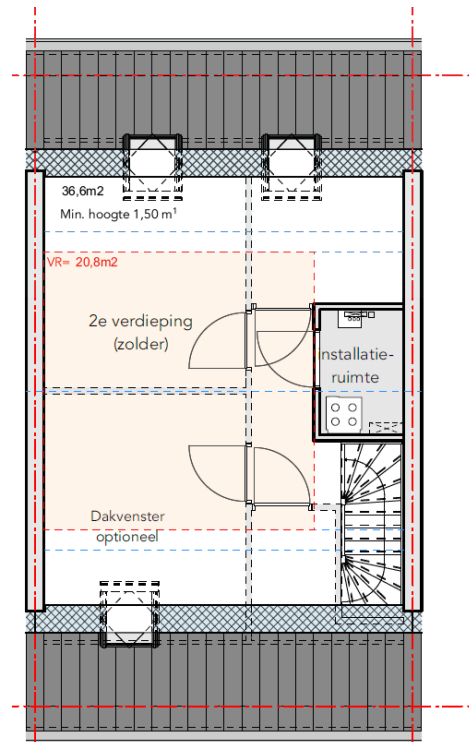 36,6m2
Min. hoogte 1,50 m¹
VR= 20,8m2
2e verdieping
(zolder)
installatie-
ruimte
Dakvenster
optioneel